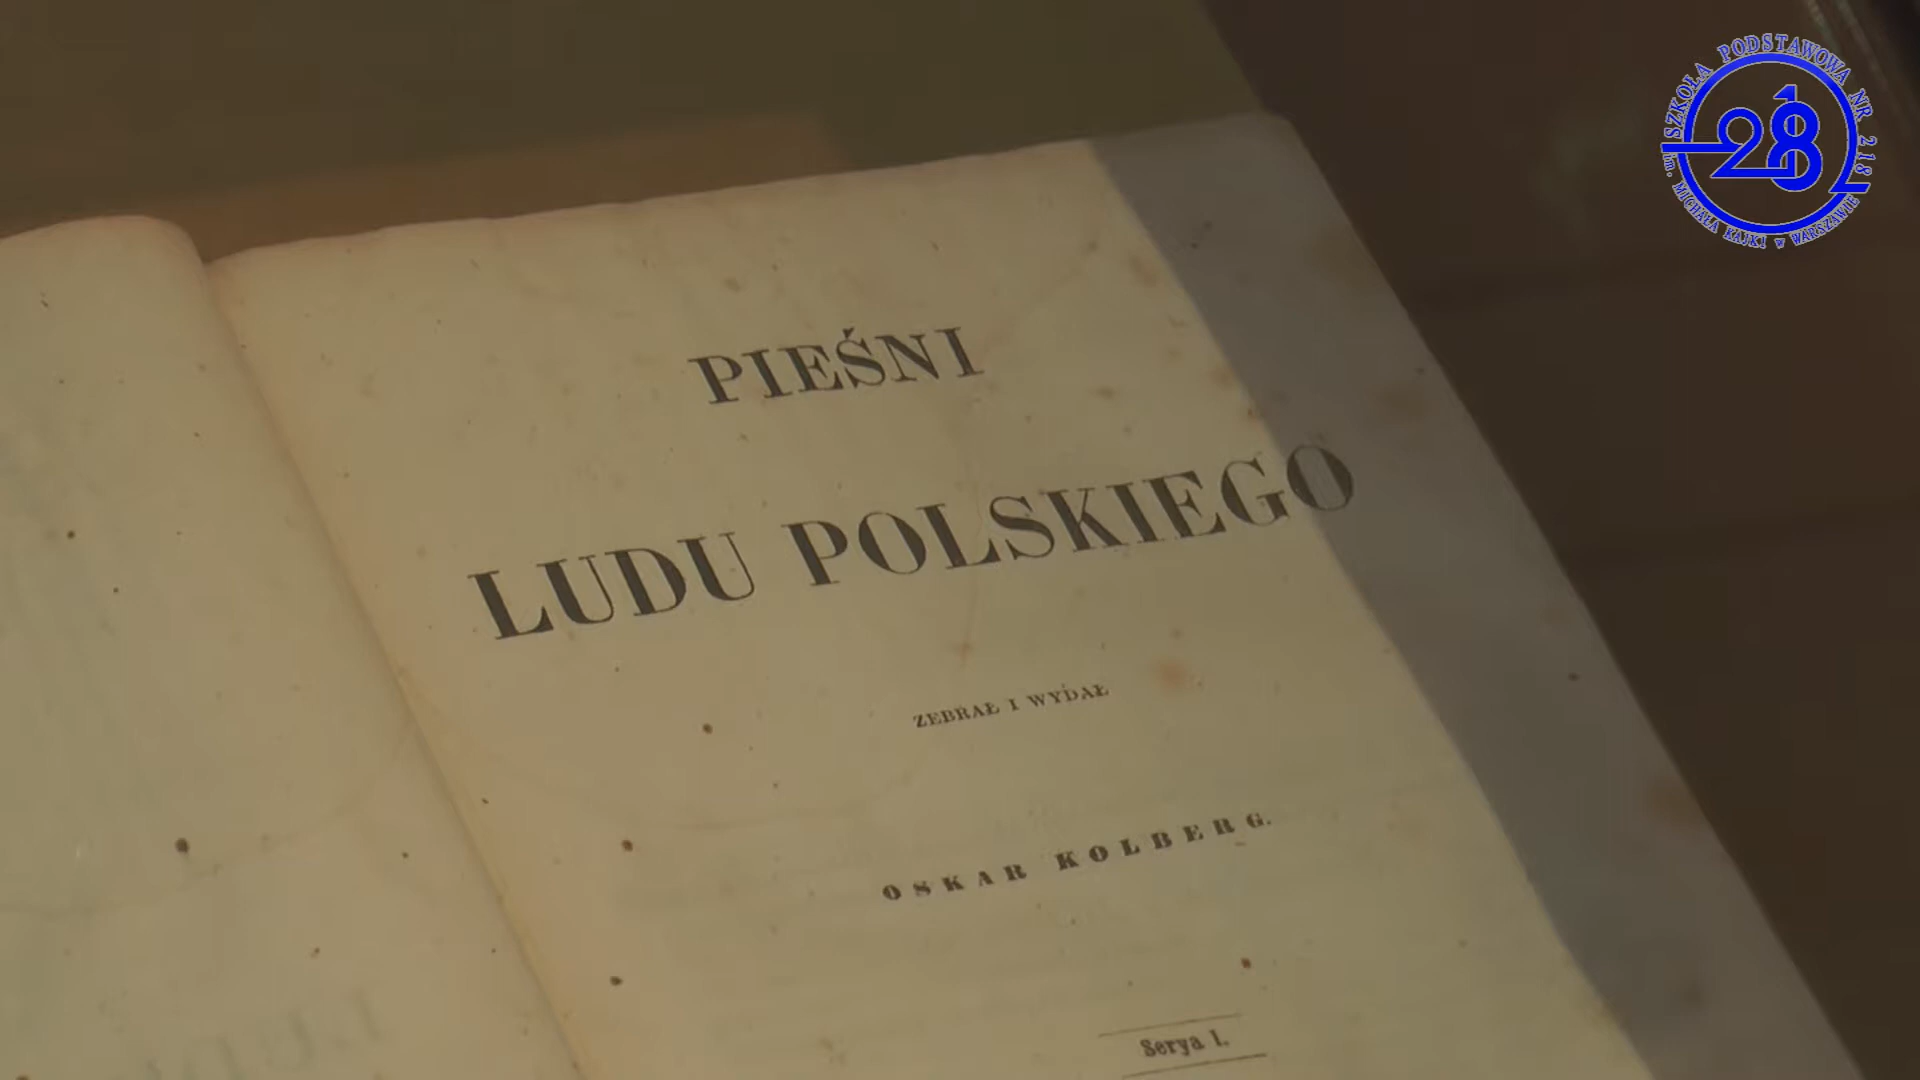 PIEŚNI
LUDU POLSKIEGO
ZEBRAŁ I WYDAŁ
OSKAR KOLBERG.
Serya I.
SZKOŁA PODSTAWOWA NR 218
im. MICHAŁA KAJKI w WARSZAWIE
218